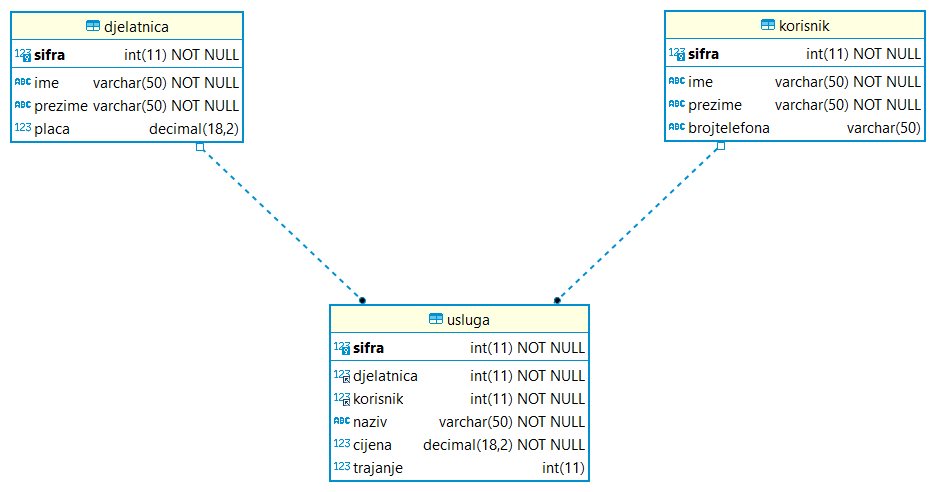 djelatnica
123 sifra int(11) NOT NULL
ABC ime varchar(50) NOT NULL
ABC prezime varchar(50) NOT NULL
123 placa decimal(18,2)
korisnik
123 sifra int(11) NOT NULL
ABC ime varchar(50) NOT NULL
ABC prezime varchar(50) NOT NULL
ABC brojtelefona varchar(50)
usluga
123 sifra int(11) NOT NULL
123 djelatnica int(11) NOT NULL
123 korisnik int(11) NOT NULL
ABC naziv varchar(50) NOT NULL
123 cijena decimal(18,2) NOT NULL
123 trajanje int(11)